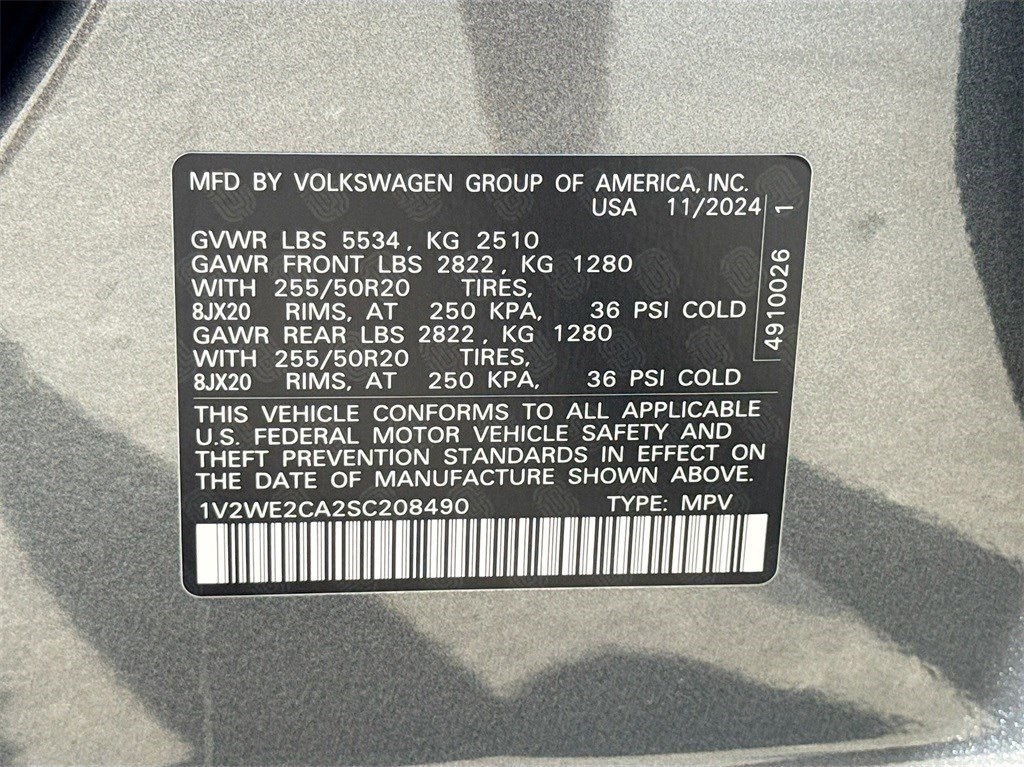 MFD BY VOLKSWAGEN GROUP OF AMERICA, INC.
USA 11/2024
4910026 1
GVWR LBS 5534, KG 2510
GAWR FRONT LBS 2822, KG 1280
WITH 255/50R20 TIRES,
8JX20 RIMS, AT 250 KPA, 36 PSI COLD
GAWR REAR LBS 2822, KG 1280
WITH 255/50R20 TIRES,
8JX20 RIMS, AT 250 KPA, 36 PSI COLD
THIS VEHICLE CONFORMS TO ALL APPLICABLE
U.S. FEDERAL MOTOR VEHICLE SAFETY AND
THEFT PREVENTION STANDARDS IN EFFECT ON
THE DATE OF MANUFACTURE SHOWN ABOVE.
1V2WE2CA2SC208490 TYPE: MPV